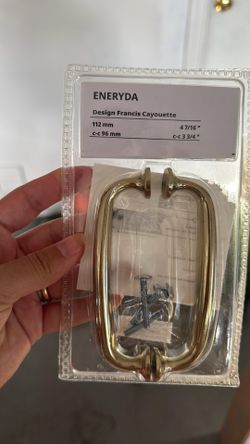 ENERYDA
Design Francis Cayouette
112 mm 4 7/16 "
c-c 96 mm c-c 3 3/4 "